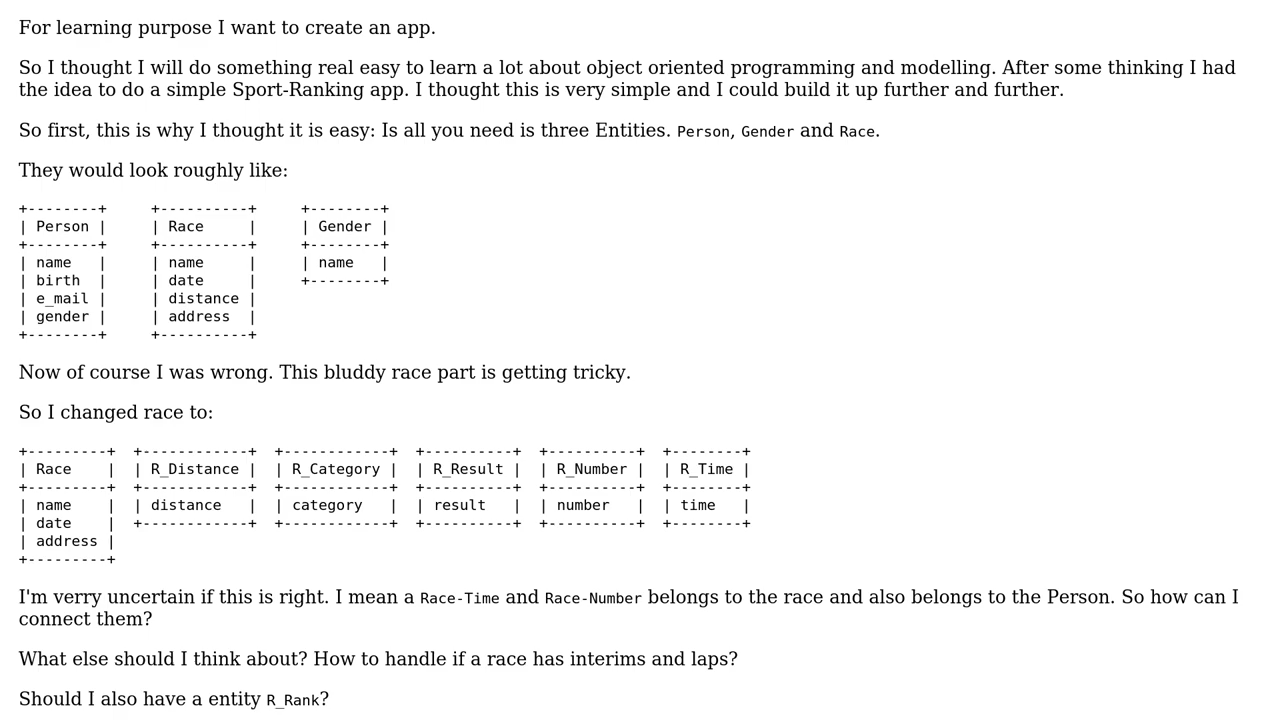 For learning purpose I want to create an app.
So I thought I will do something real easy to learn a lot about object oriented programming and modelling. After some thinking I had
the idea to do a simple Sport-Ranking app. I thought this is very simple and I could build it up further and further.
So first, this is why I thought it is easy: Is all you need is three Entities. Person, Gender and Race.
They would look roughly like:
+--------+     +----------+     +--------+
| Person |     | Race     |     | Gender |
+--------+     +----------+     +--------+
| name   |     | name     |     | name   |
| birth  |     | date     |     +--------+
| e_mail |     | distance |
| gender |     | address  |
+--------+     +----------+
Now of course I was wrong. This bluddy race part is getting tricky.
So I changed race to:
+---------+  +------------+  +------------+  +----------+  +----------+  +--------+
| Race    |  | R_Distance |  | R_Category |  | R_Result |  | R_Number |  | R_Time |
+---------+  +------------+  +------------+  +----------+  +----------+  +--------+
| name    |  | distance   |  | category   |  | result   |  | number   |  | time   |
| date    |  +------------+  +------------+  +----------+  +----------+  +--------+
| address |
+---------+
I'm verry uncertain if this is right. I mean a Race-Time and Race-Number belongs to the race and also belongs to the Person. So how can I
connect them?
What else should I think about? How to handle if a race has interims and laps?
Should I also have a entity R_Rank?